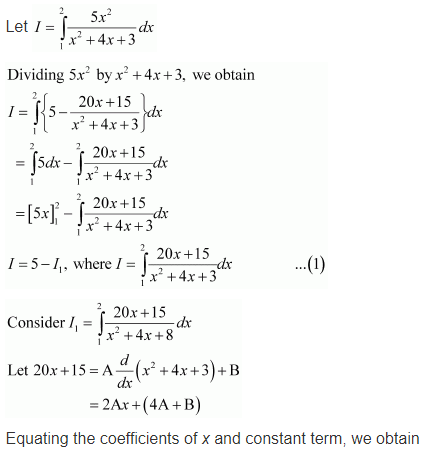 Let I = ∫₁² 5x²/(x² + 4x + 3) dx
Dividing 5x² by x² + 4x + 3, we obtain
I = ∫₁² {5 − (20x + 15)/(x² + 4x + 3)} dx
= ∫₁² 5dx − ∫₁² (20x + 15)/(x² + 4x + 3) dx
= [5x]₁² − ∫₁² (20x + 15)/(x² + 4x + 3) dx
I = 5 − I₁, where I = ∫₁² (20x + 15)/(x² + 4x + 3) dx ...(1)
Consider I₁ = ∫₁² (20x + 15)/(x² + 4x + 8) dx
Let 20x + 15 = A d/dx (x² + 4x + 3) + B
= 2Ax + (4A + B)
Equating the coefficients of x and constant term, we obtain